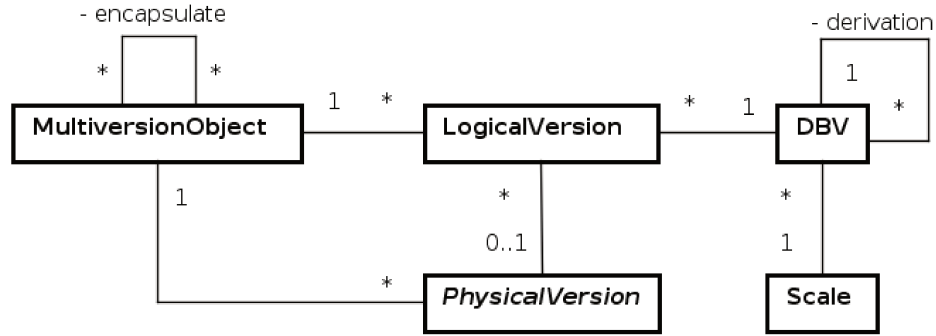 - encapsulate
- derivation
* *
1
1 * * 1 *
MultiversionObject LogicalVersion DBV
1 * *
0..1 1
*
PhysicalVersion Scale